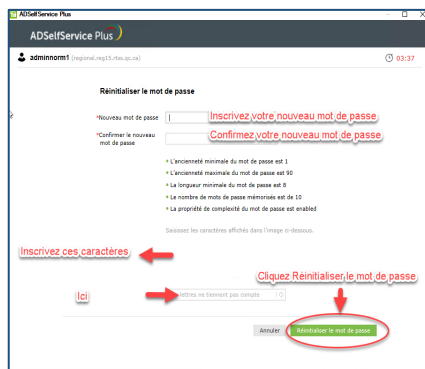 ADSelfService Plus
ADSelfService Plus
adminnorm1 (regional.reg15.rtss.qc.ca)
03:37
Réinitialiser le mot de passe
*Nouveau mot de passe
Inscrivez votre nouveau mot de passe
*Confirmer le nouveau mot de passe
Confirmez votre nouveau mot de passe
L'ancienneté minimale du mot de passe est 1
L'ancienneté maximale du mot de passe est 90
La longueur minimale du mot de passe est 8
Le nombre de mots de passe mémorisés est de 10
La propriété de complexité du mot de passe est enabled
Saisissez les caractères affichés dans l'image ci-dessous.
Inscrivez ces caractères
Cliquez Réinitialiser le mot de passe
Ici
lettres ne tiennent pas compte
Annuler
Réinitialiser le mot de passe